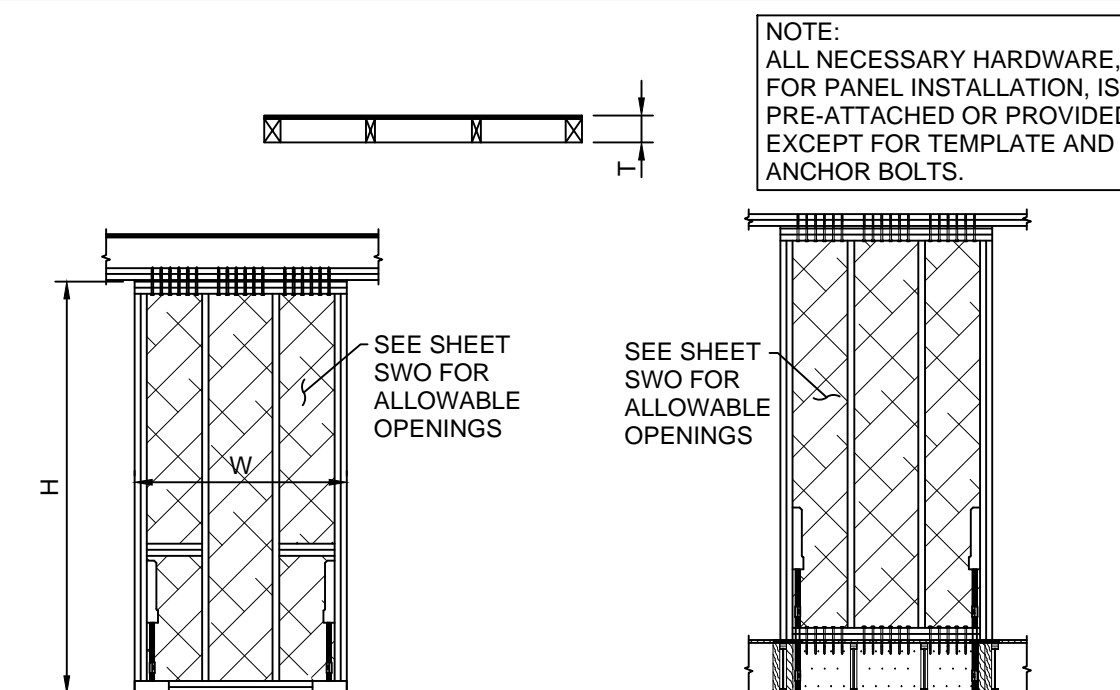 NOTE:
ALL NECESSARY HARDWARE,
FOR PANEL INSTALLATION, IS
PRE-ATTACHED OR PROVIDED
EXCEPT FOR TEMPLATE AND
ANCHOR BOLTS.
T
SEE SHEET
SWO FOR
ALLOWABLE
OPENINGS
W
H
SEE SHEET
SWO FOR
ALLOWABLE
OPENINGS